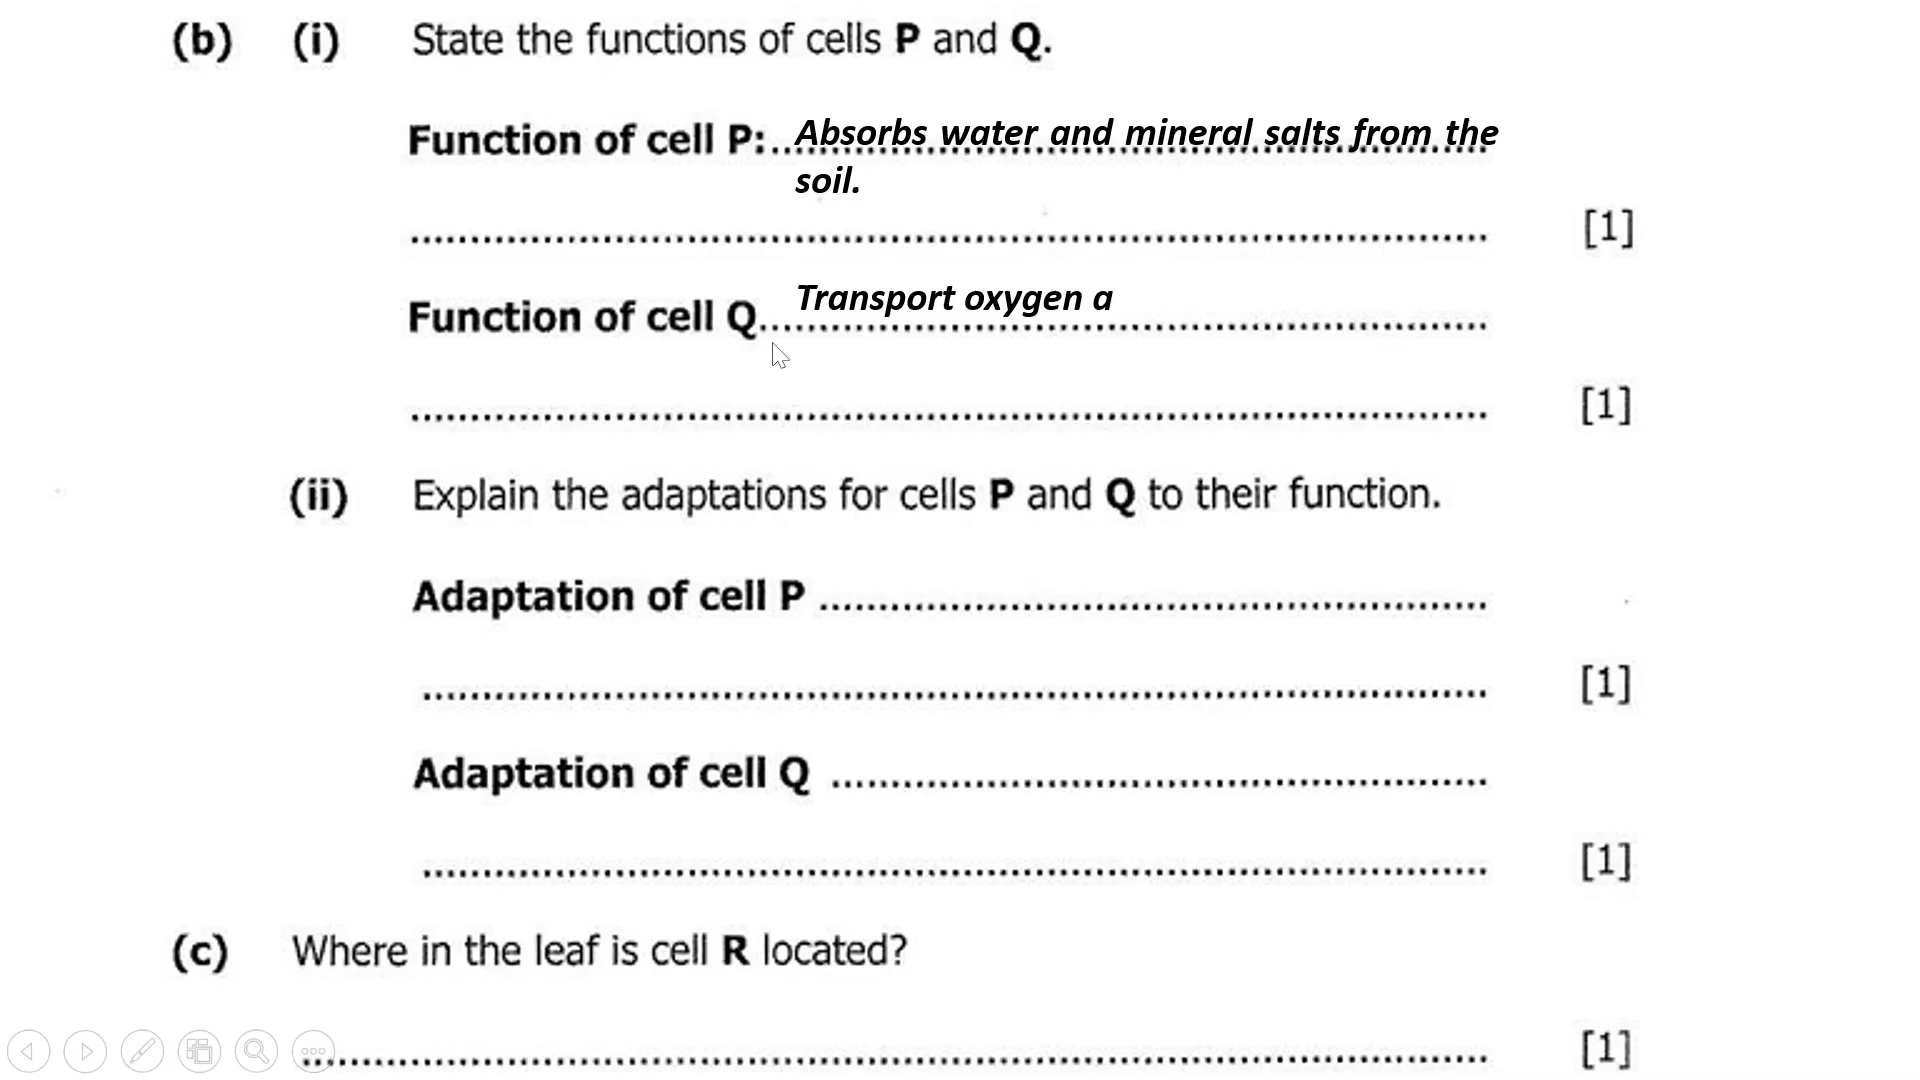 (b) (i) State the functions of cells P and Q.
Function of cell P:.......... Absorbs water and mineral salts from the
soil.
.......... [1]
Function of cell Q.......... Transport oxygen a
.......... [1]
(ii) Explain the adaptations for cells P and Q to their function.
Adaptation of cell P ..........
.......... [1]
Adaptation of cell Q ..........
.......... [1]
(c) Where in the leaf is cell R located?
.......... [1]